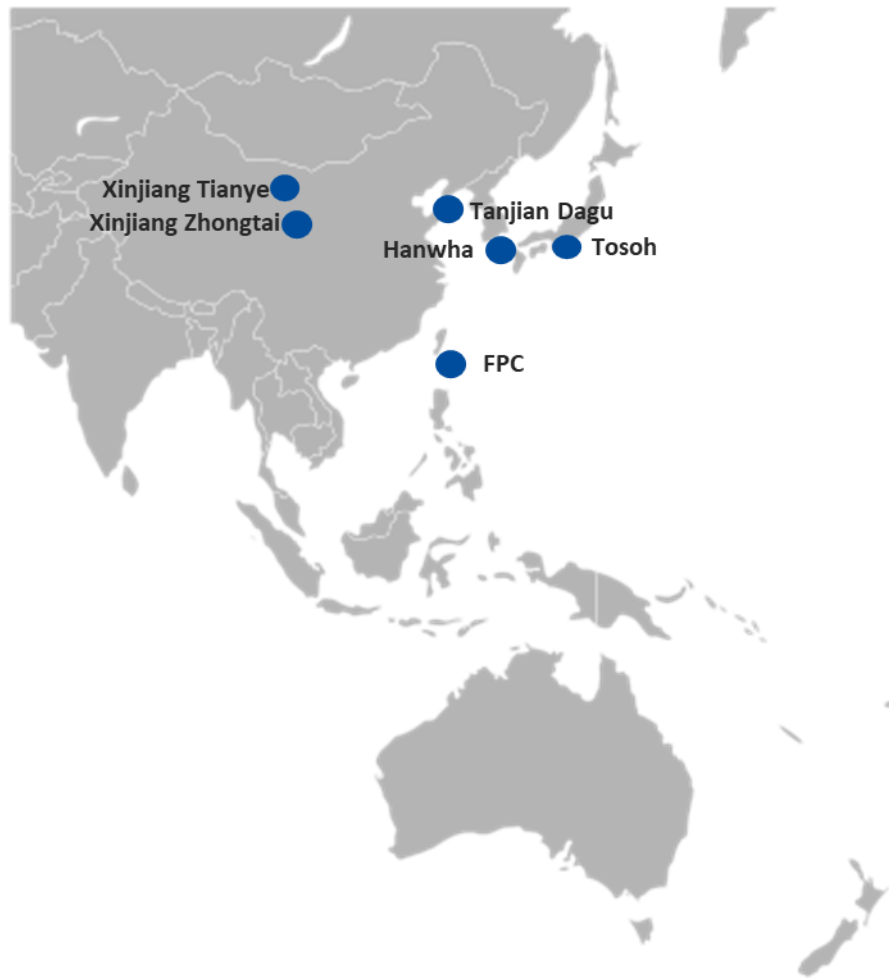 Xinjiang Tianye
Xinjiang Zhongtai
Tanjian Dagu
Hanwha
Tosoh
FPC